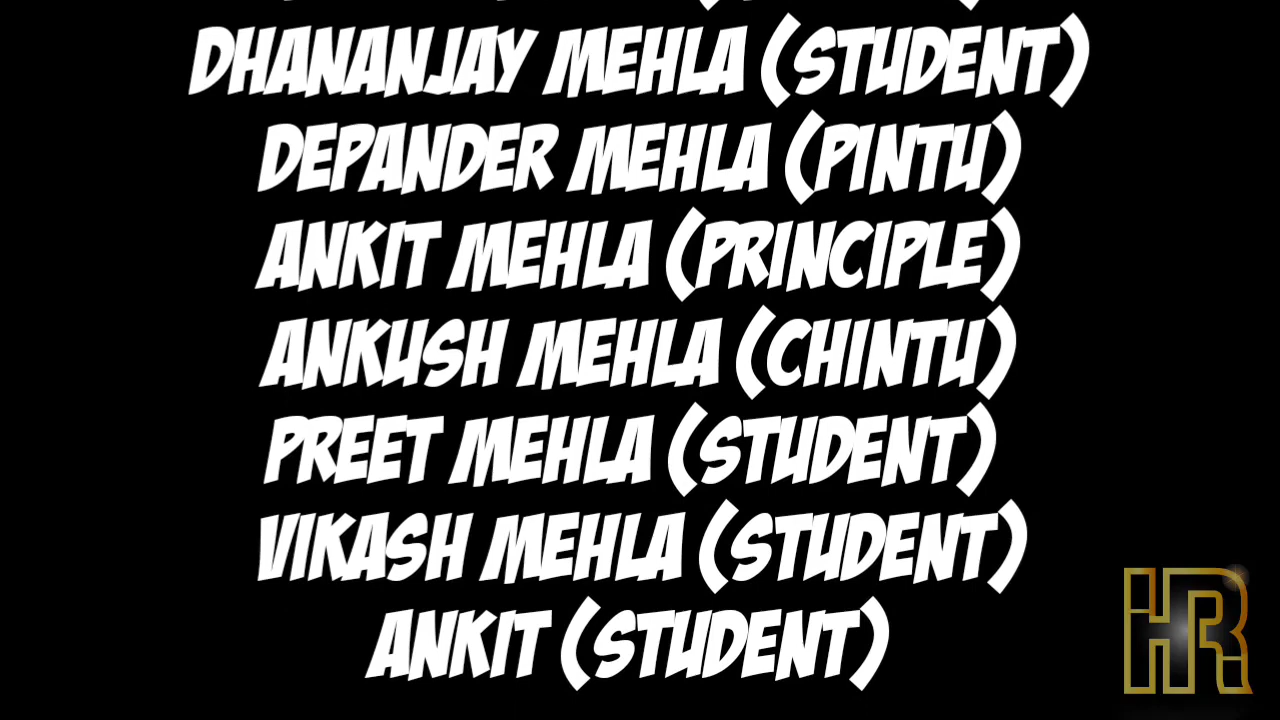 DHANANJAY MEHLA (STUDENT)
DEPANDER MEHLA (PINTU)
ANKIT MEHLA (PRINCIPLE)
ANKUSH MEHLA (CHINTU)
PREET MEHLA (STUDENT)
VIKASH MEHLA (STUDENT)
ANKIT (STUDENT)
HR